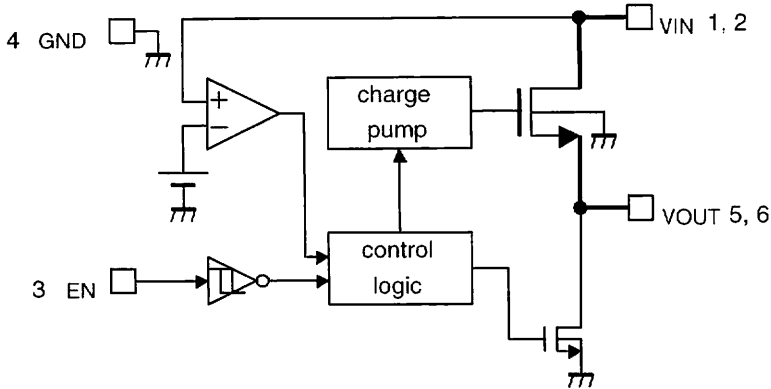 4 GND
VIN 1, 2
+
−
charge
pump
VOUT 5, 6
control
logic
3 EN